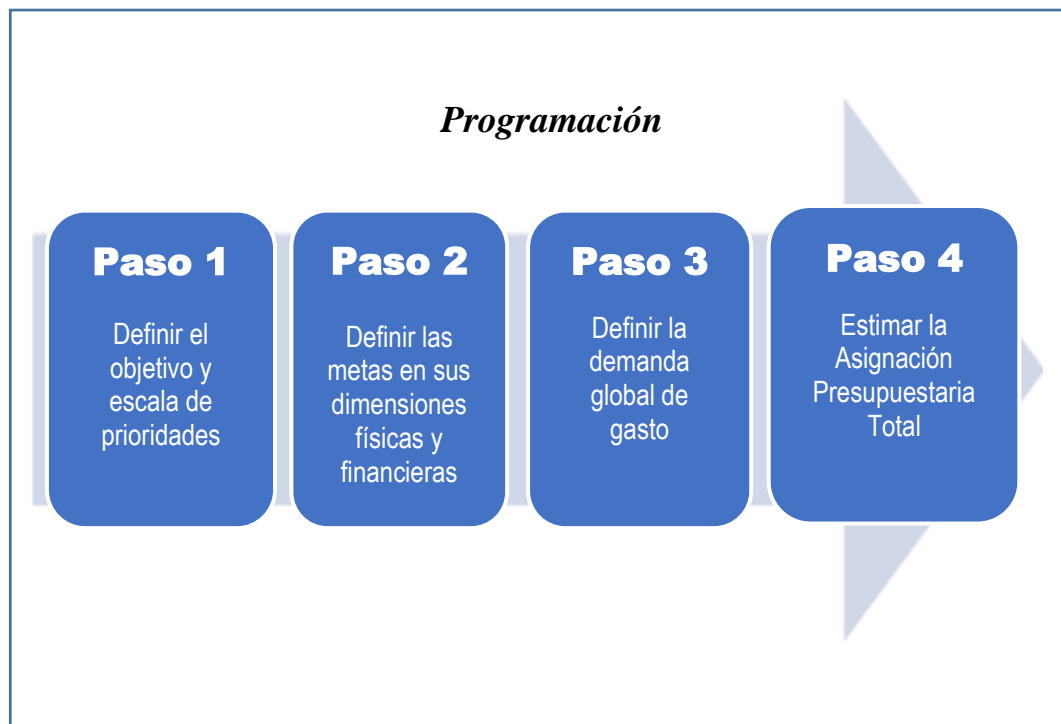 Programación
Paso 1
Definir el
objetivo y
escala de
prioridades
Paso 2
Definir las
metas en sus
dimensiones
físicas y
financieras
Paso 3
Definir la
demanda
global de
gasto
Paso 4
Estimar la
Asignación
Presupuestaria
Total